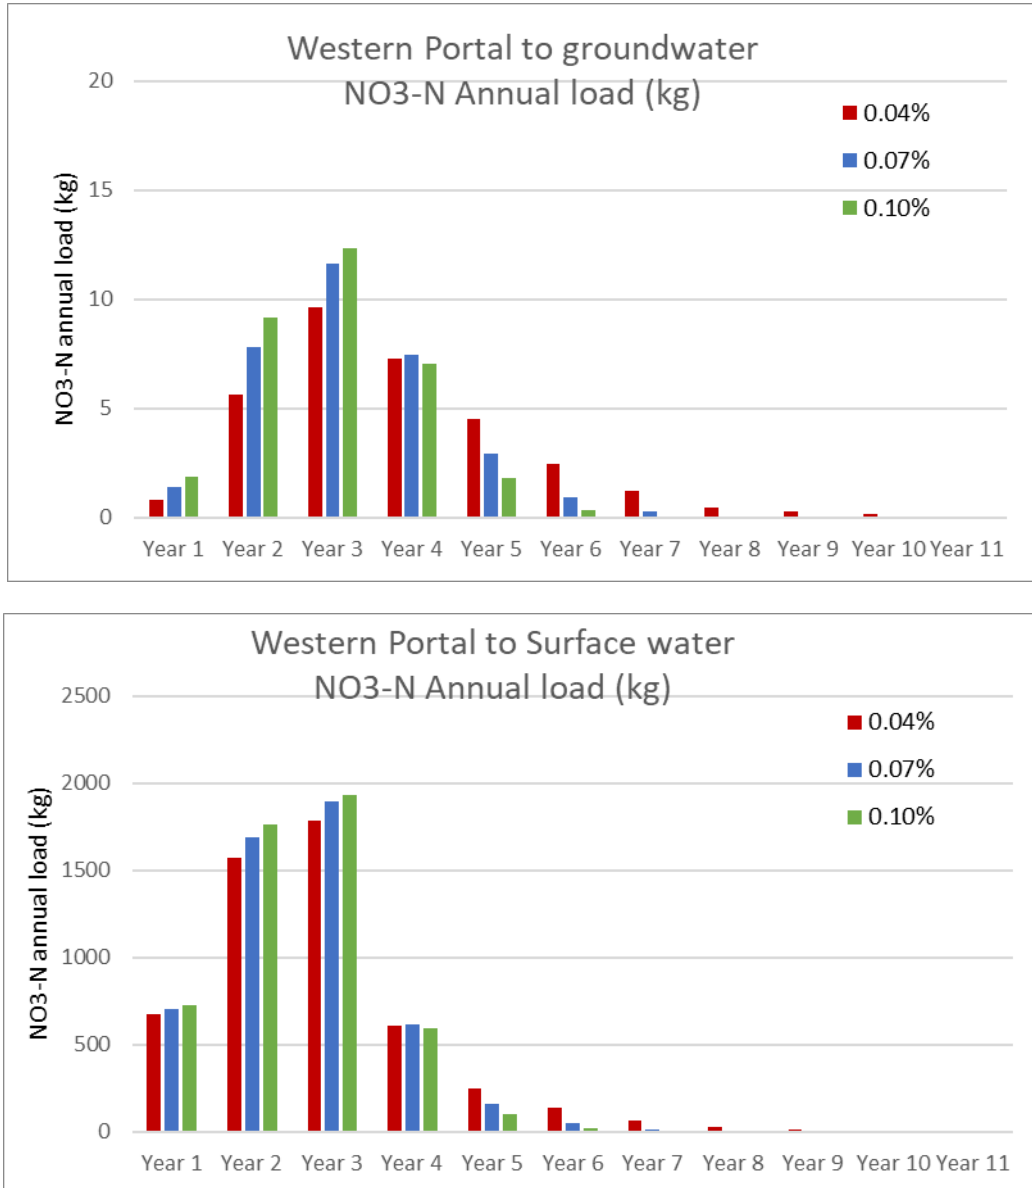 Western Portal to groundwater
NO3-N Annual load (kg)
20
15
10
5
0
NO3-N annual load (kg)
0.04%
0.07%
0.10%
Year 1 Year 2 Year 3 Year 4 Year 5 Year 6 Year 7 Year 8 Year 9 Year 10 Year 11
Western Portal to Surface water
NO3-N Annual load (kg)
2500
2000
1500
1000
500
0
NO3-N annual load (kg)
0.04%
0.07%
0.10%
Year 1 Year 2 Year 3 Year 4 Year 5 Year 6 Year 7 Year 8 Year 9 Year 10 Year 11